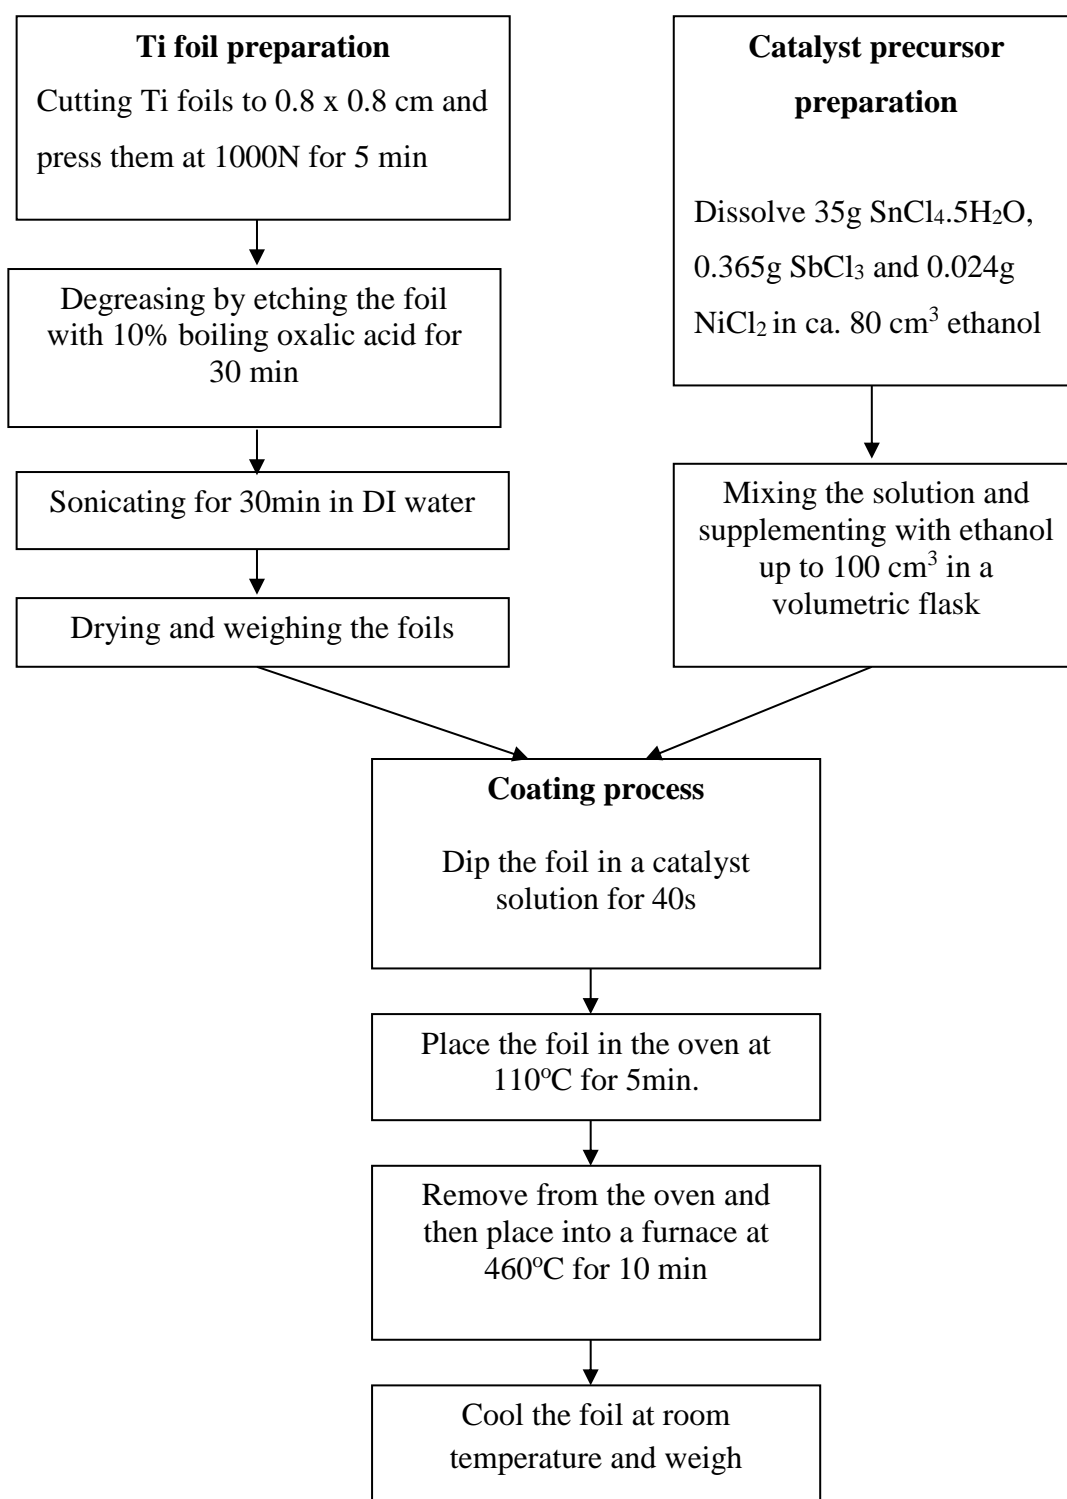 Ti foil preparation
Cutting Ti foils to 0.8 x 0.8 cm and
press them at 1000N for 5 min
Degreasing by etching the foil
with 10% boiling oxalic acid for
30 min
Sonicating for 30min in DI water
Drying and weighing the foils
Catalyst precursor
preparation
Dissolve 35g SnCl₄.5H₂O,
0.365g SbCl₃ and 0.024g
NiCl₂ in ca. 80 cm³ ethanol
Mixing the solution and
supplementing with ethanol
up to 100 cm³ in a
volumetric flask
Coating process
Dip the foil in a catalyst
solution for 40s
Place the foil in the oven at
110ºC for 5min.
Remove from the oven and
then place into a furnace at
460ºC for 10 min
Cool the foil at room
temperature and weigh